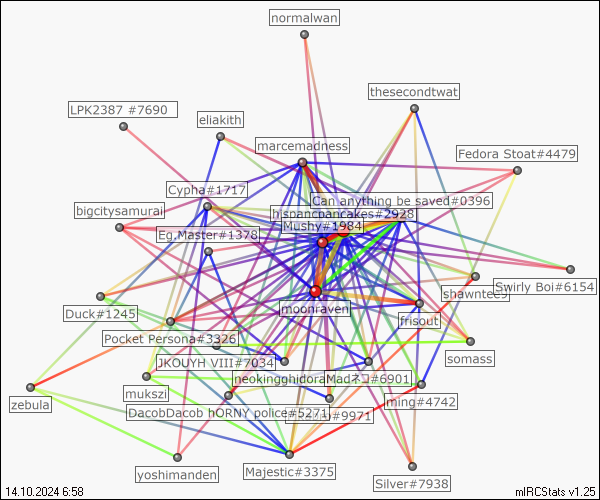 normalwan
thesecondtwat
LPK2387 #7690
eliakith
marcemadness
Fedora Stoat#4479
Cypha#1717
Can anything be saved#0396
bigcitysamurai
hispancpancakes#2928
Mushy#1984
Eg.Master#1378
Swirly Boi#6154
shawntees
Duck#1245
moonraven
frisout
Pocket Persona#3326
somass
JKOUYH VIII#7034
neokingghidora
Madネコ#6901
zebula
mukszi
ming#4742
DacobDacob hORNY police#5271
#9971
yoshimanden
Majestic#3375
Silver#7938
14.10.2024 6:58
mIRCStats v1.25